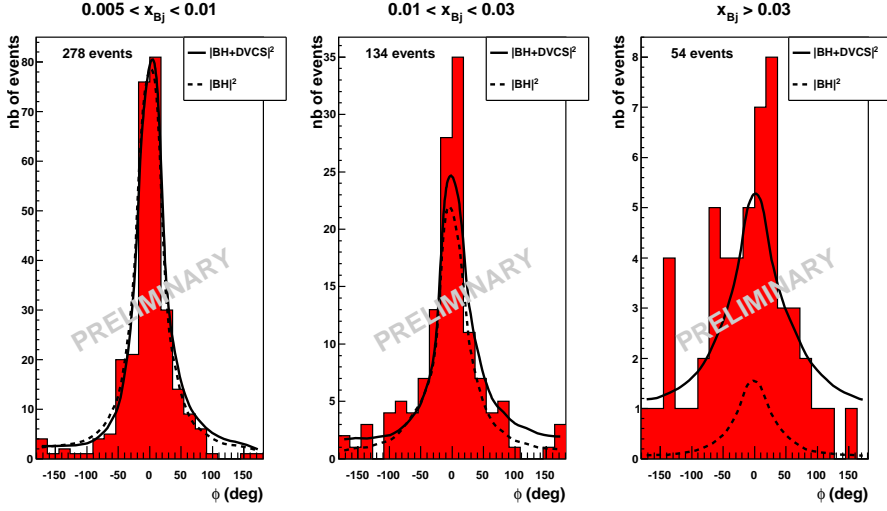 0.005 < x_Bj < 0.01
nb of events
278 events
|BH+DVCS|²
|BH|²
80
70
60
50
40
30
20
10
0
PRELIMINARY
-150 -100 -50 0 50 100 150
ϕ (deg)
0.01 < x_Bj < 0.03
nb of events
134 events
|BH+DVCS|²
|BH|²
35
30
25
20
15
10
5
0
PRELIMINARY
-150 -100 -50 0 50 100 150
ϕ (deg)
x_Bj > 0.03
nb of events
54 events
|BH+DVCS|²
|BH|²
8
7
6
5
4
3
2
1
0
PRELIMINARY
-150 -100 -50 0 50 100 150
ϕ (deg)